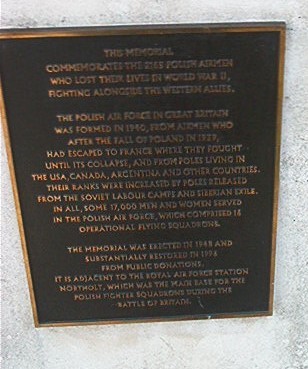 THIS MEMORIAL
COMMEMORATES THE 2165 POLISH AIRMEN
WHO LOST THEIR LIVES IN WORLD WAR II,
FIGHTING ALONGSIDE THE WESTERN ALLIES.
THE POLISH AIR FORCE IN GREAT BRITAIN
WAS FORMED IN 1940, FROM AIRMEN WHO
AFTER THE FALL OF POLAND IN 1939,
HAD ESCAPED TO FRANCE WHERE THEY FOUGHT
UNTIL ITS COLLAPSE, AND FROM POLES LIVING IN
THE USA, CANADA, ARGENTINA AND OTHER COUNTRIES.
THEIR RANKS WERE INCREASED BY POLES RELEASED
FROM THE SOVIET LABOUR CAMPS AND SIBERIAN EXILE.
IN ALL, SOME 17,000 MEN AND WOMEN SERVED
IN THE POLISH AIR FORCE, WHICH COMPRISED 16
OPERATIONAL FLYING SQUADRONS.
THE MEMORIAL WAS ERECTED IN 1948 AND
SUBSTANTIALLY RESTORED IN 1994
FROM PUBLIC DONATIONS.
IT IS ADJACENT TO THE ROYAL AIR FORCE STATION
NORTHOLT, WHICH WAS THE MAIN BASE FOR THE
POLISH FIGHTER SQUADRONS DURING THE
BATTLE OF BRITAIN.